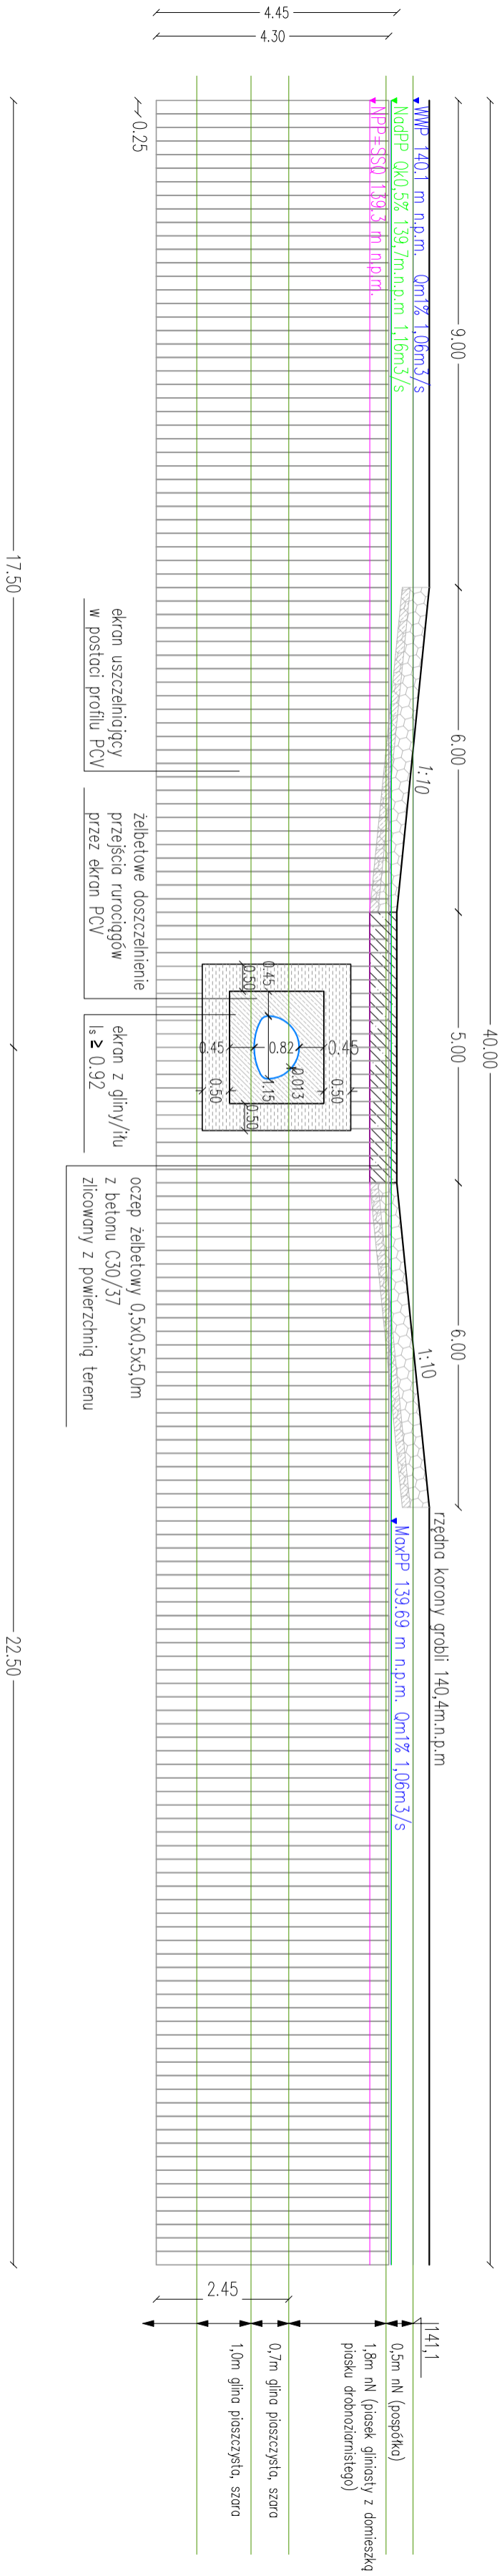 40.00
9.00
6.00
5.00
6.00
4.45
4.30
1:10
1:10
rzędna korony grobli 140,4m.n.p.m
141,1
WWP 140.1 m n.p.m. Qm1% 1,06m3/s
NadPP Qk0,5% 139,7m.n.p.m 1,16m3/s
NPP=SSQ 139.3 m n.p.m.
MaxPP 139.69 m n.p.m. Qm1% 1,06m3/s
0,5m nN (pospółka)
1,8m nN (piasek gliniasty z domieszką
piasku drobnoziarnistego)
0,7m glina piaszczysta, szara
1,0m glina piaszczysta, szara
2.45
0.50
0.45
0.013
0.50
0.45
0.82
1.15
0.45
0.50
0.50
0.25
ekran uszczelniający
w postaci profilu PCV
żelbetowe doszczelnienie
przejścia rurociągów
przez ekran PCV
ekran z gliny/iłu
Is ≥ 0.92
oczep żelbetowy 0,5x0,5x5,0m
z betonu C30/37
zlicowany z powierzchnią terenu
17.50
22.50